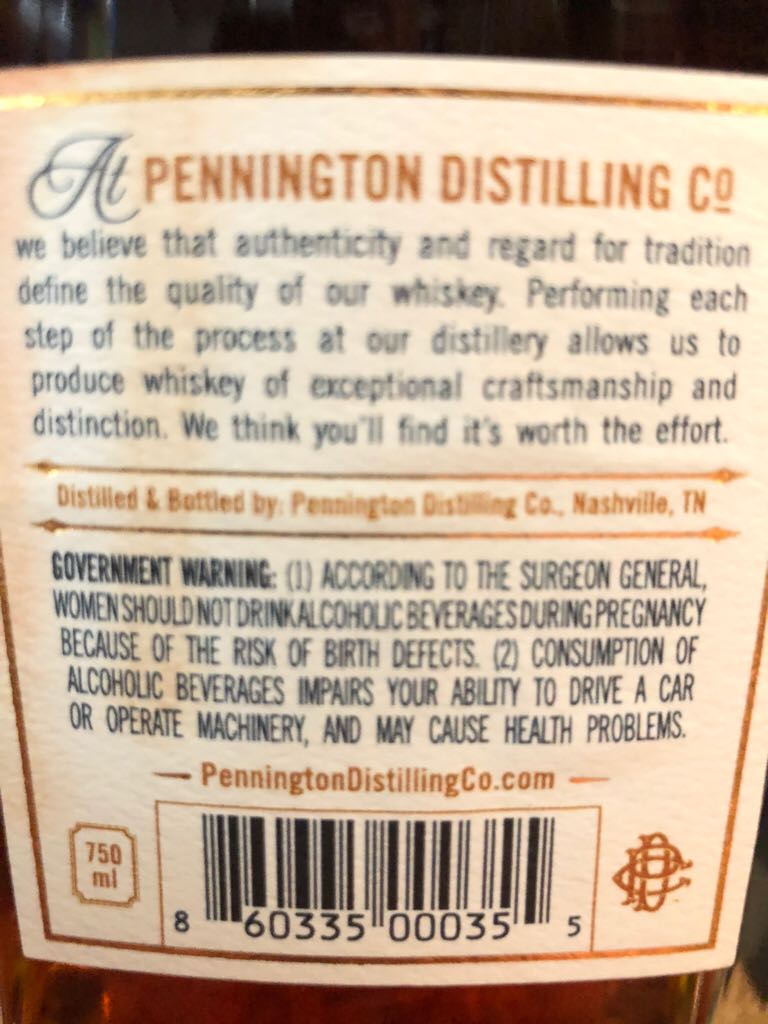 At PENNINGTON DISTILLING Cº
we believe that authenticity and regard for tradition
define the quality of our whiskey. Performing each
step of the process at our distillery allows us to
produce whiskey of exceptional craftsmanship and
distinction. We think you'll find it's worth the effort.
Distilled & Bottled by: Pennington Distilling Co., Nashville, TN
GOVERNMENT WARNING: (1) ACCORDING TO THE SURGEON GENERAL,
WOMEN SHOULD NOT DRINK ALCOHOLIC BEVERAGES DURING PREGNANCY
BECAUSE OF THE RISK OF BIRTH DEFECTS. (2) CONSUMPTION OF
ALCOHOLIC BEVERAGES IMPAIRS YOUR ABILITY TO DRIVE A CAR
OR OPERATE MACHINERY, AND MAY CAUSE HEALTH PROBLEMS.
PenningtonDistillingCo.com
750
ml
8 60335 00035 5